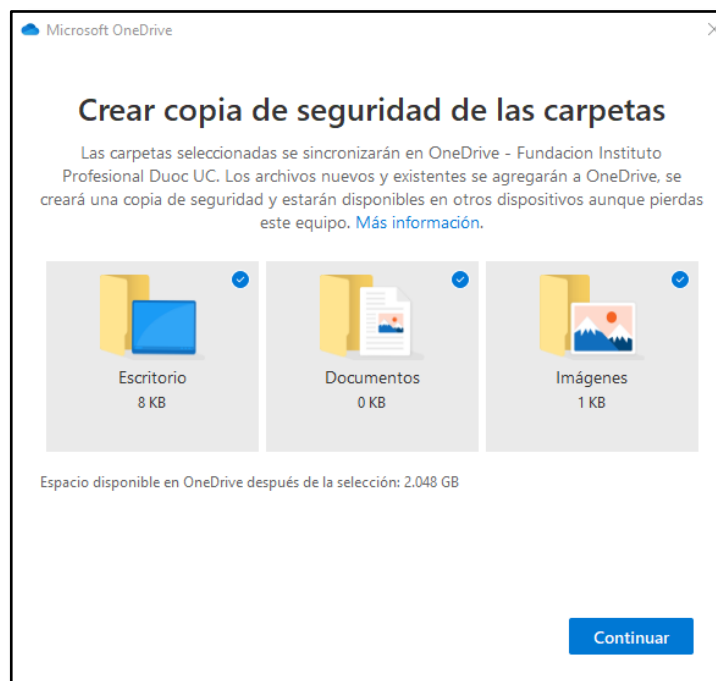 Microsoft OneDrive
Crear copia de seguridad de las carpetas
Las carpetas seleccionadas se sincronizarán en OneDrive - Fundacion Instituto
Profesional Duoc UC. Los archivos nuevos y existentes se agregarán a OneDrive, se
creará una copia de seguridad y estarán disponibles en otros dispositivos aunque pierdas
este equipo. Más información.
Escritorio
8 KB
Documentos
0 KB
Imágenes
1 KB
Espacio disponible en OneDrive después de la selección: 2.048 GB
Continuar